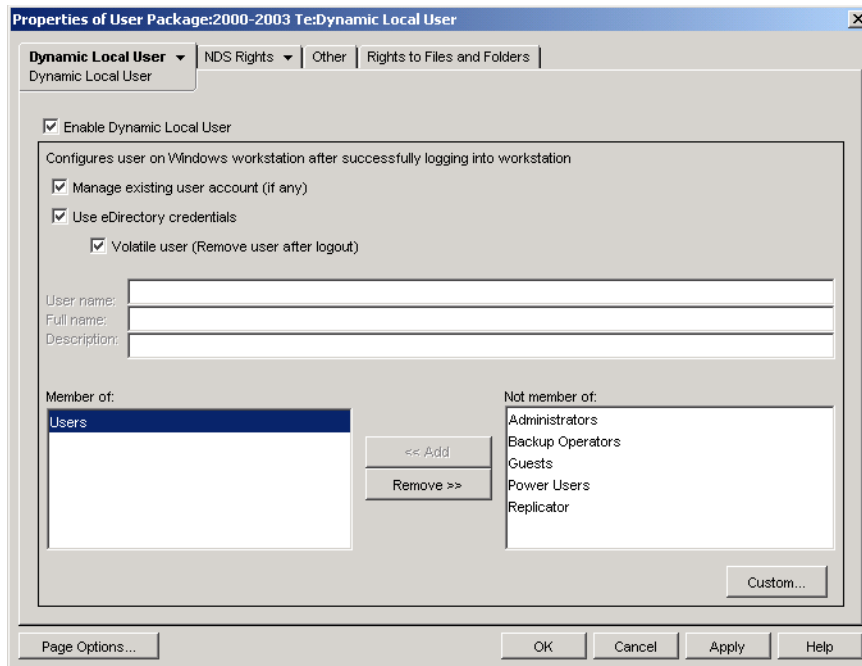 Properties of User Package:2000-2003 Te:Dynamic Local User
Dynamic Local User NDS Rights Other Rights to Files and Folders
Dynamic Local User
Enable Dynamic Local User
Configures user on Windows workstation after successfully logging into workstation
Manage existing user account (if any)
Use eDirectory credentials
Volatile user (Remove user after logout)
User name:
Full name:
Description:
Member of:
Users
<< Add
Remove >>
Not member of:
Administrators
Backup Operators
Guests
Power Users
Replicator
Custom...
Page Options... OK Cancel Apply Help